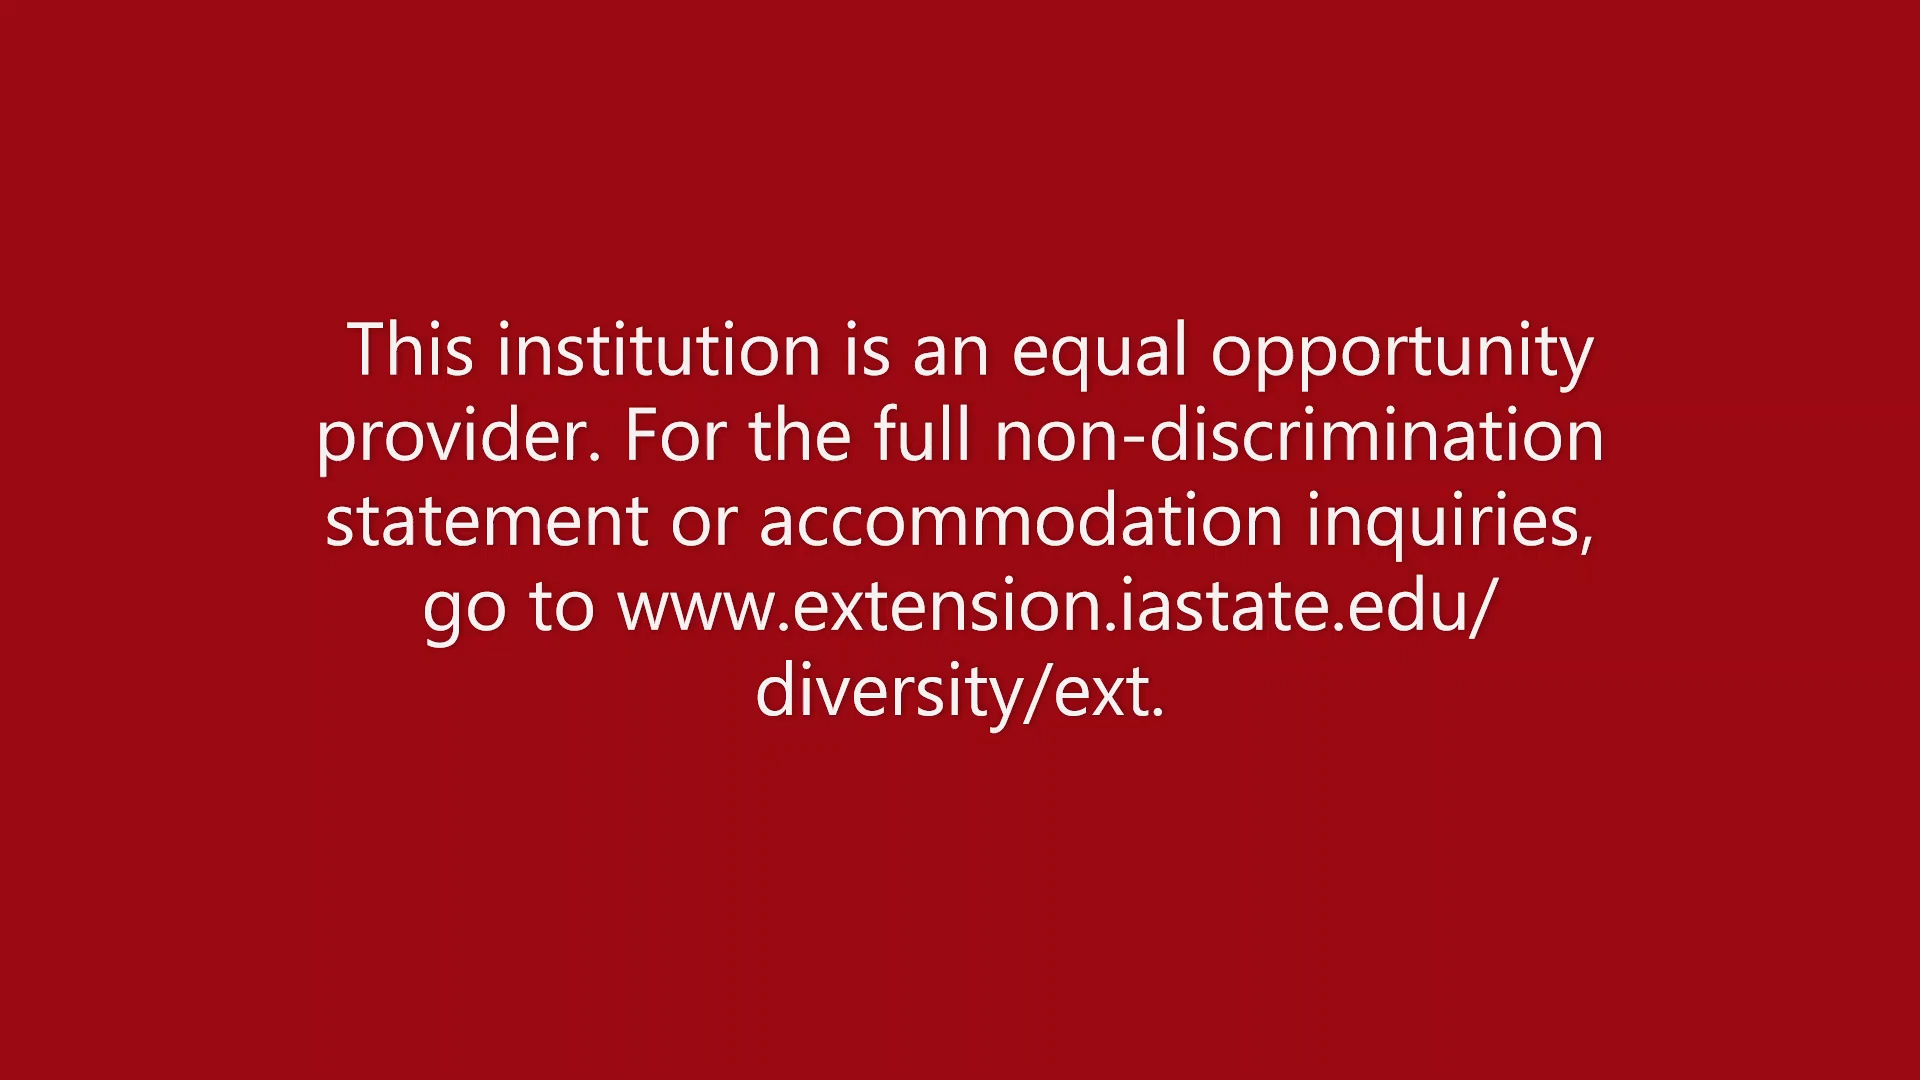 This institution is an equal opportunity
provider. For the full non-discrimination
statement or accommodation inquiries,
go to www.extension.iastate.edu/
diversity/ext.